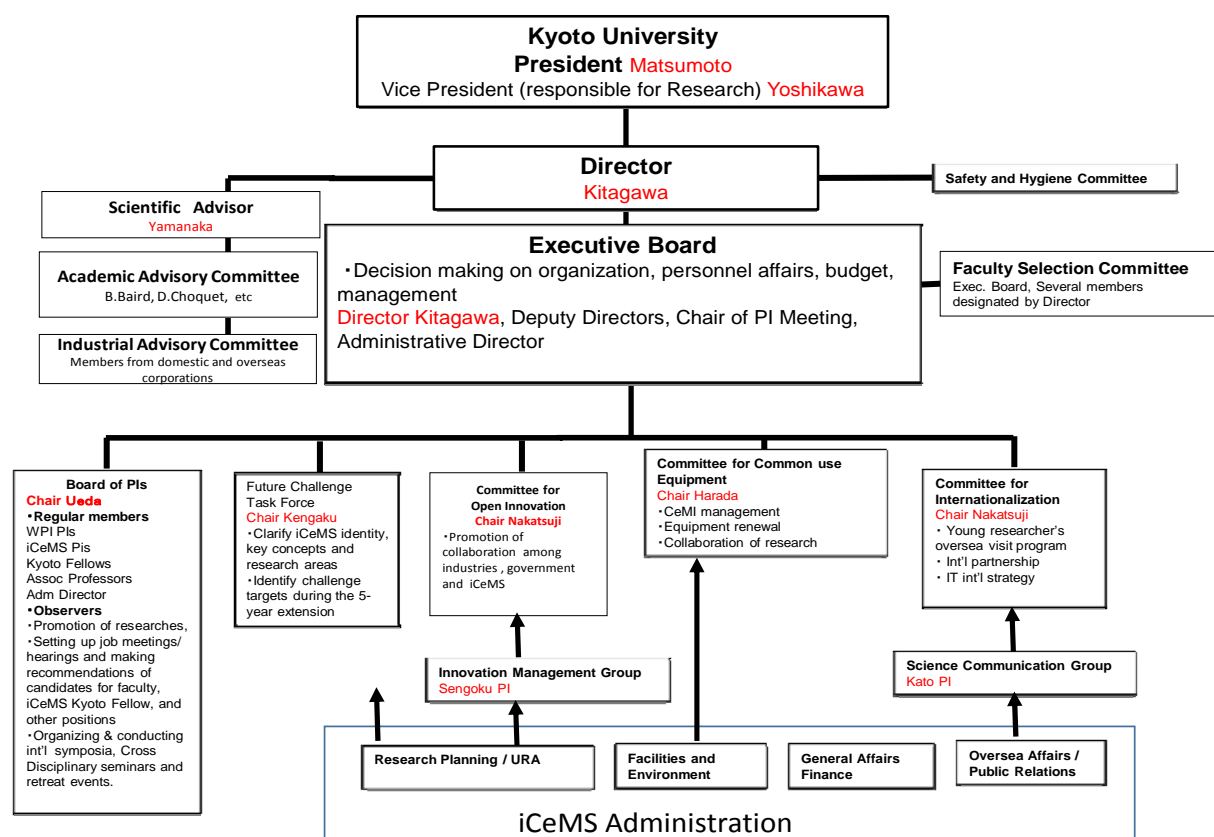 Kyoto University
President Matsumoto
Vice President (responsible for Research) Yoshikawa
Director
Kitagawa
Safety and Hygiene Committee
Scientific Advisor
Yamanaka
Academic Advisory Committee
B.Baird, D.Choquet, etc
Industrial Advisory Committee
Members from domestic and overseas
corporations
Executive Board
・Decision making on organization, personnel affairs, budget,
management
Director Kitagawa, Deputy Directors, Chair of PI Meeting,
Administrative Director
Faculty Selection Committee
Exec. Board, Several members
designated by Director
Board of PIs
Chair Ueda
・Regular members
WPI PIs
iCeMS Pis
Kyoto Fellows
Assoc Professors
Adm Director
・Observers
・Promotion of researches,
・Setting up job meetings/
hearings and making
recommendations of
candidates for faculty,
iCeMS Kyoto Fellow, and
other positions
・Organizing & conducting
int'l symposia, Cross
Disciplinary seminars and
retreat events.
Future Challenge
Task Force
Chair Kengaku
・Clarify iCeMS identity,
key concepts and
research areas
・Identify challenge
targets during the 5-
year extension
Committee for
Open Innovation
Chair Nakatsuji
・Promotion of
collaboration among
industries , government
and iCeMS
Committee for Common use
Equipment
Chair Harada
・CeMI management
・Equipment renewal
・Collaboration of research
Committee for
Internationalization
Chair Nakatsuji
・Young researcher's
oversea visit program
・Int'l partnership
・IT int'l strategy
Innovation Management Group
Sengoku PI
Science Communication Group
Kato PI
Research Planning / URA
Facilities and
Environment
General Affairs
Finance
Oversea Affairs /
Public Relations
iCeMS Administration